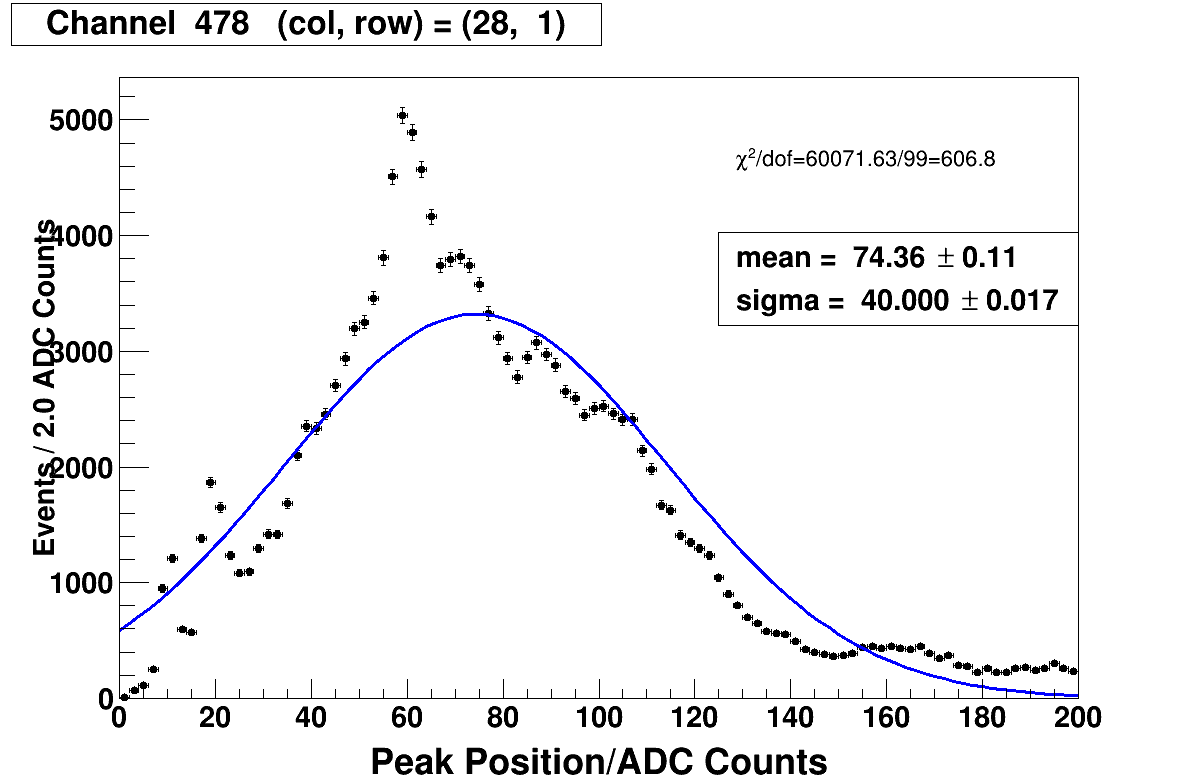 Channel 478 (col, row) = (28, 1)
χ²/dof=60071.63/99=606.8
mean = 74.36 ± 0.11
sigma = 40.000 ± 0.017
Events / 2.0 ADC Counts
5000
4000
3000
2000
1000
0
0 20 40 60 80 100 120 140 160 180 200
Peak Position/ADC Counts